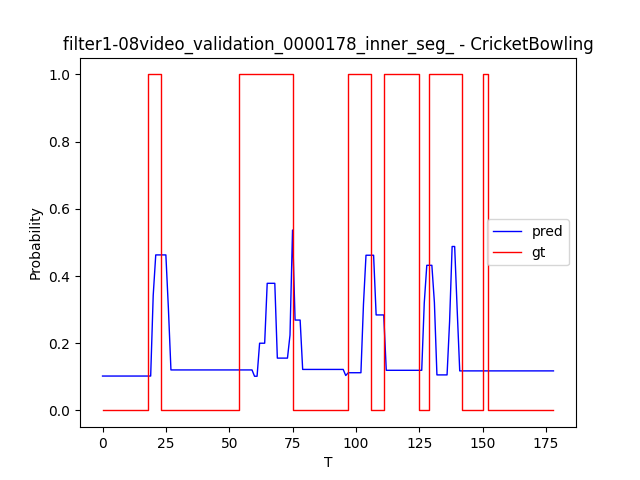 filter1-08video_validation_0000178_inner_seg_ - CricketBowling
1.0
0.8
0.6
0.4
0.2
0.0
Probability
pred
gt
0 25 50 75 100 125 150 175
T